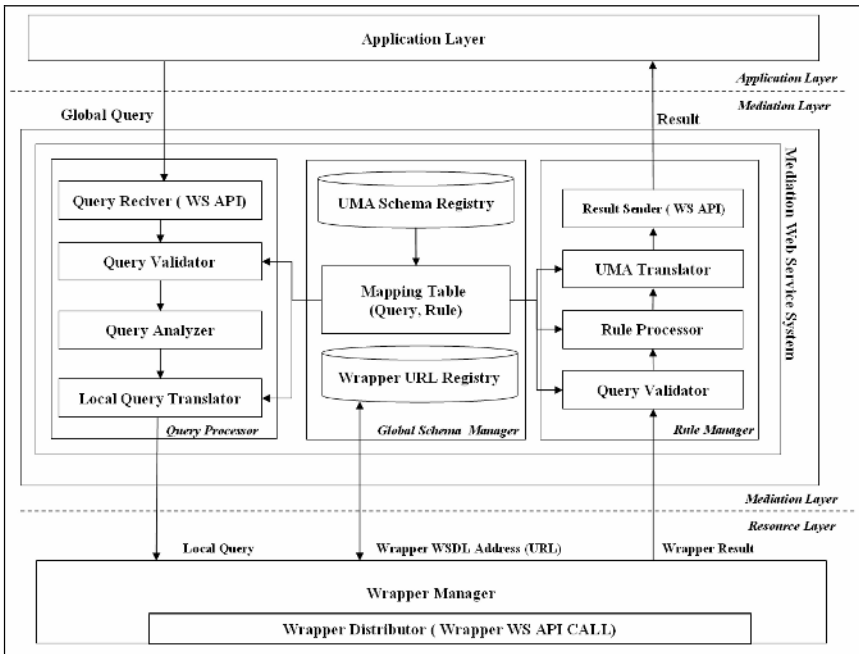 Application Layer
Application Layer
Mediation Layer
Global Query
Result
Mediation Web Service System
Query Reciver ( WS API)
Query Validator
Query Analyzer
Local Query Translator
Query Processor
UMA Schema Registry
Mapping Table
(Query, Rule)
Wrapper URL Registry
Global Schema Manager
Result Sender ( WS API)
UMA Translator
Rule Processor
Query Validator
Rule Manager
Mediation Layer
Resource Layer
Local Query
Wrapper WSDL Address (URL)
Wrapper Result
Wrapper Manager
Wrapper Distributor ( Wrapper WS API CALL)